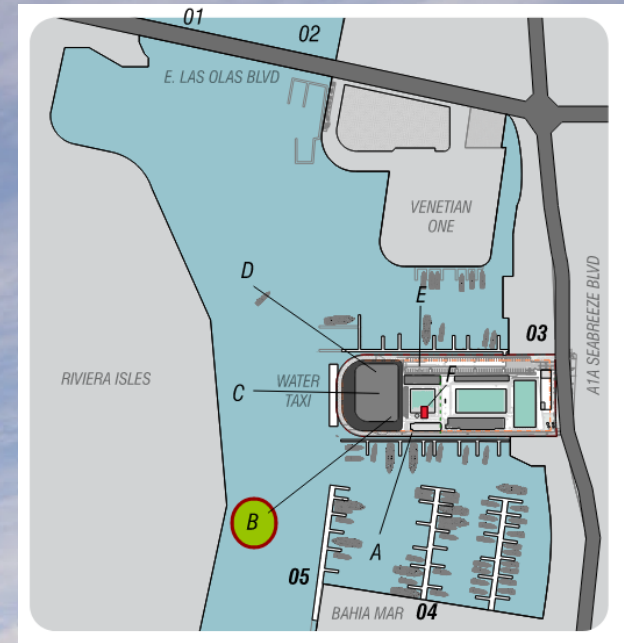 01
02
E. LAS OLAS BLVD
VENETIAN
ONE
D
E
A1A SEABREEZE BLVD
03
F
RIVIERA ISLES
C
WATER
TAXI
B
A
05
BAHIA MAR
04